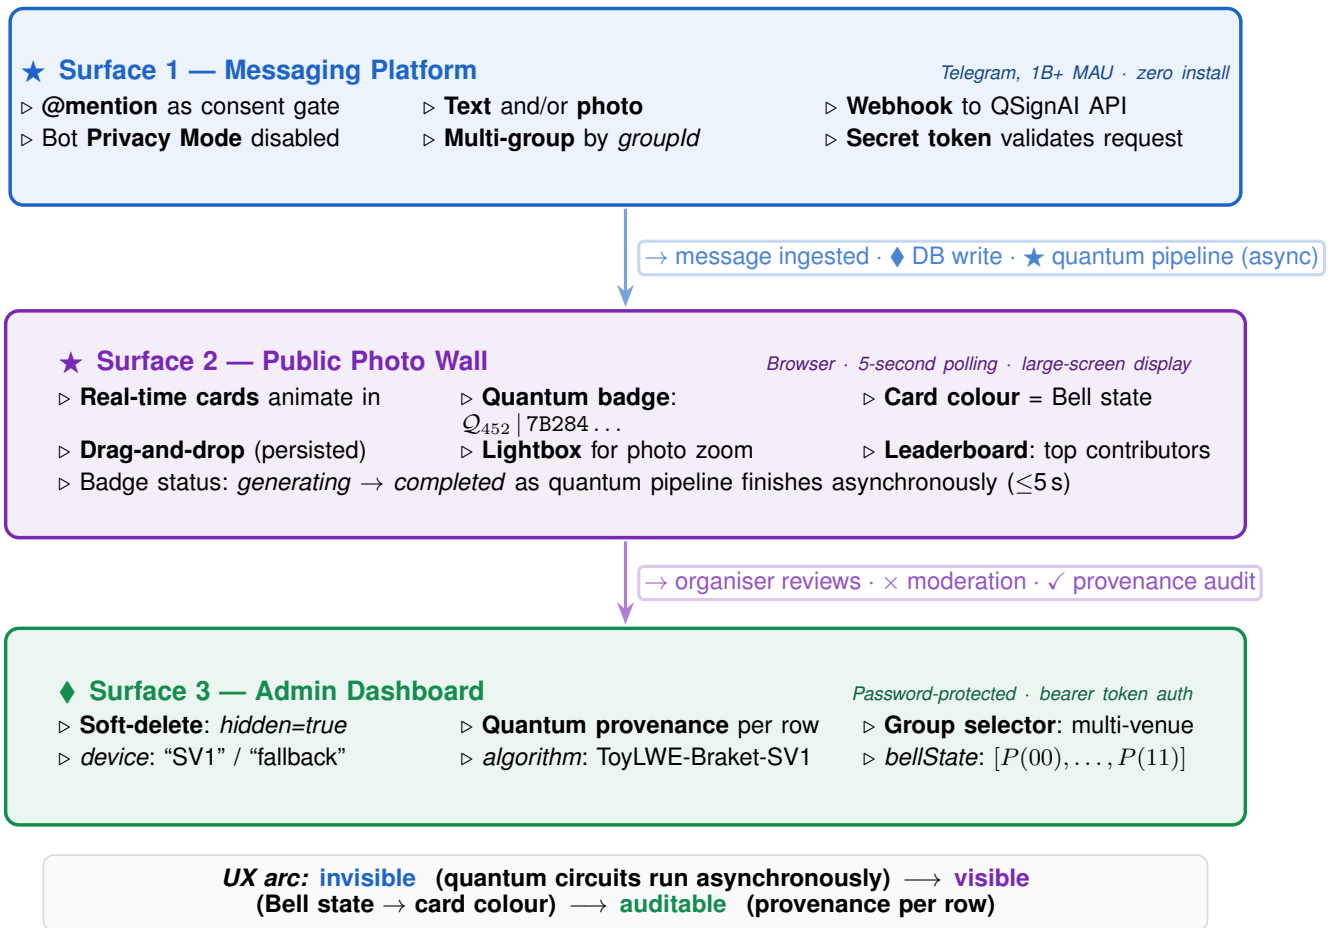 ★ Surface 1 — Messaging Platform
Telegram, 1B+ MAU · zero install
▷ @mention as consent gate
▷ Text and/or photo
▷ Webhook to QSignAI API
▷ Bot Privacy Mode disabled
▷ Multi-group by groupId
▷ Secret token validates request
→ message ingested · ♦ DB write · ★ quantum pipeline (async)
★ Surface 2 — Public Photo Wall
Browser · 5-second polling · large-screen display
▷ Real-time cards animate in
▷ Quantum badge:
𝒬₄₅₂ | 7B284...
▷ Card colour = Bell state
▷ Drag-and-drop (persisted)
▷ Lightbox for photo zoom
▷ Leaderboard: top contributors
▷ Badge status: generating → completed as quantum pipeline finishes asynchronously (≤5 s)
→ organiser reviews · × moderation · ✓ provenance audit
♦ Surface 3 — Admin Dashboard
Password-protected · bearer token auth
▷ Soft-delete: hidden=true
▷ Quantum provenance per row
▷ Group selector: multi-venue
▷ device: “SV1” / “fallback”
▷ algorithm: ToyLWE-Braket-SV1
▷ bellState: [P(00), . . . , P(11)]
UX arc: invisible (quantum circuits run asynchronously) ⟶ visible
(Bell state → card colour) ⟶ auditable (provenance per row)